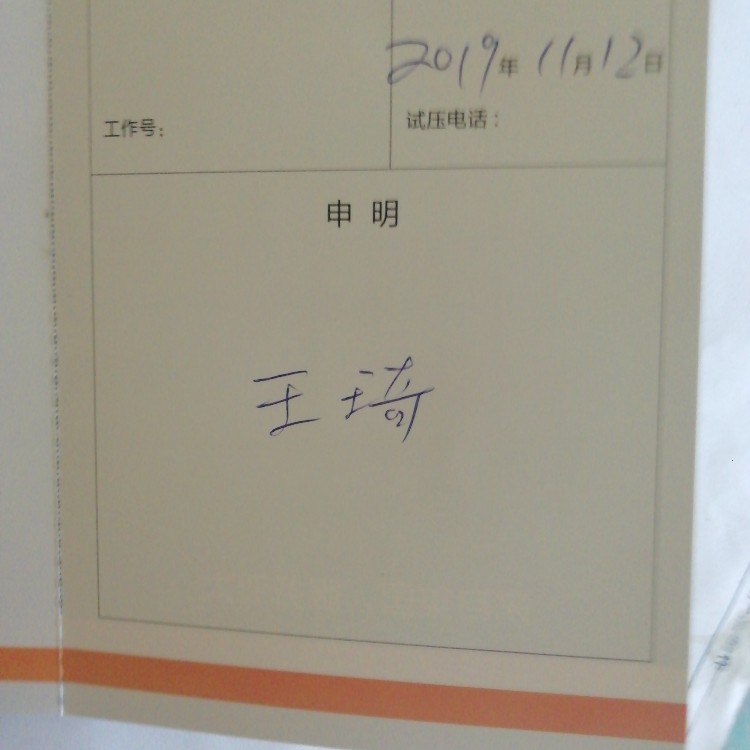 2019年11月12日
工作号：
试压电话：
申明
王琦